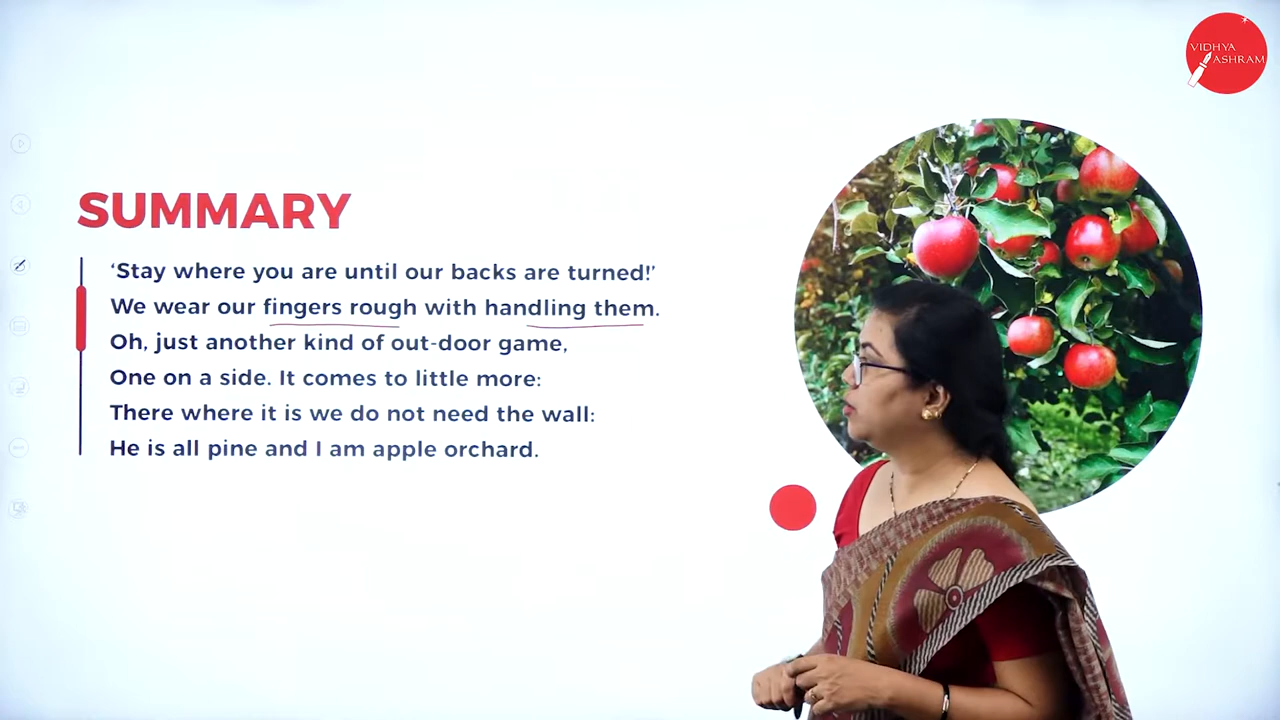 VIDHYA
ASHRAM
SUMMARY
‘Stay where you are until our backs are turned!’
We wear our fingers rough with handling them.
Oh, just another kind of out-door game,
One on a side. It comes to little more:
There where it is we do not need the wall:
He is all pine and I am apple orchard.